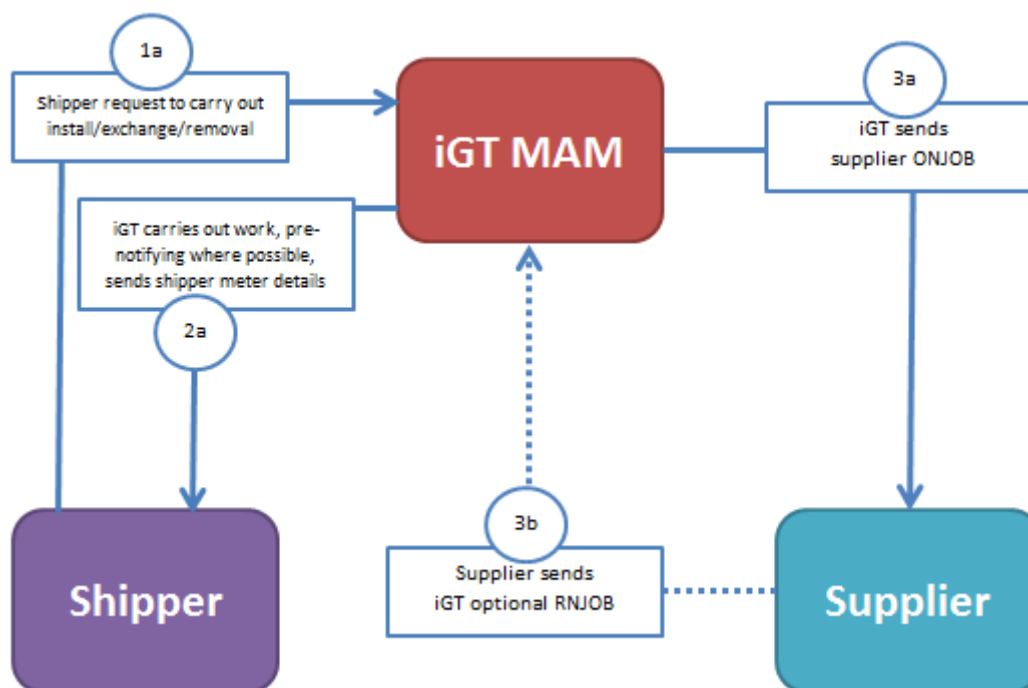 1a
Shipper request to carry out
install/exchange/removal
iGT MAM
3a
iGT sends
supplier ONJOB
iGT carries out work, pre-
notifying where possible,
sends shipper meter details
2a
3b
Supplier sends
iGT optional RNJOB
Shipper
Supplier